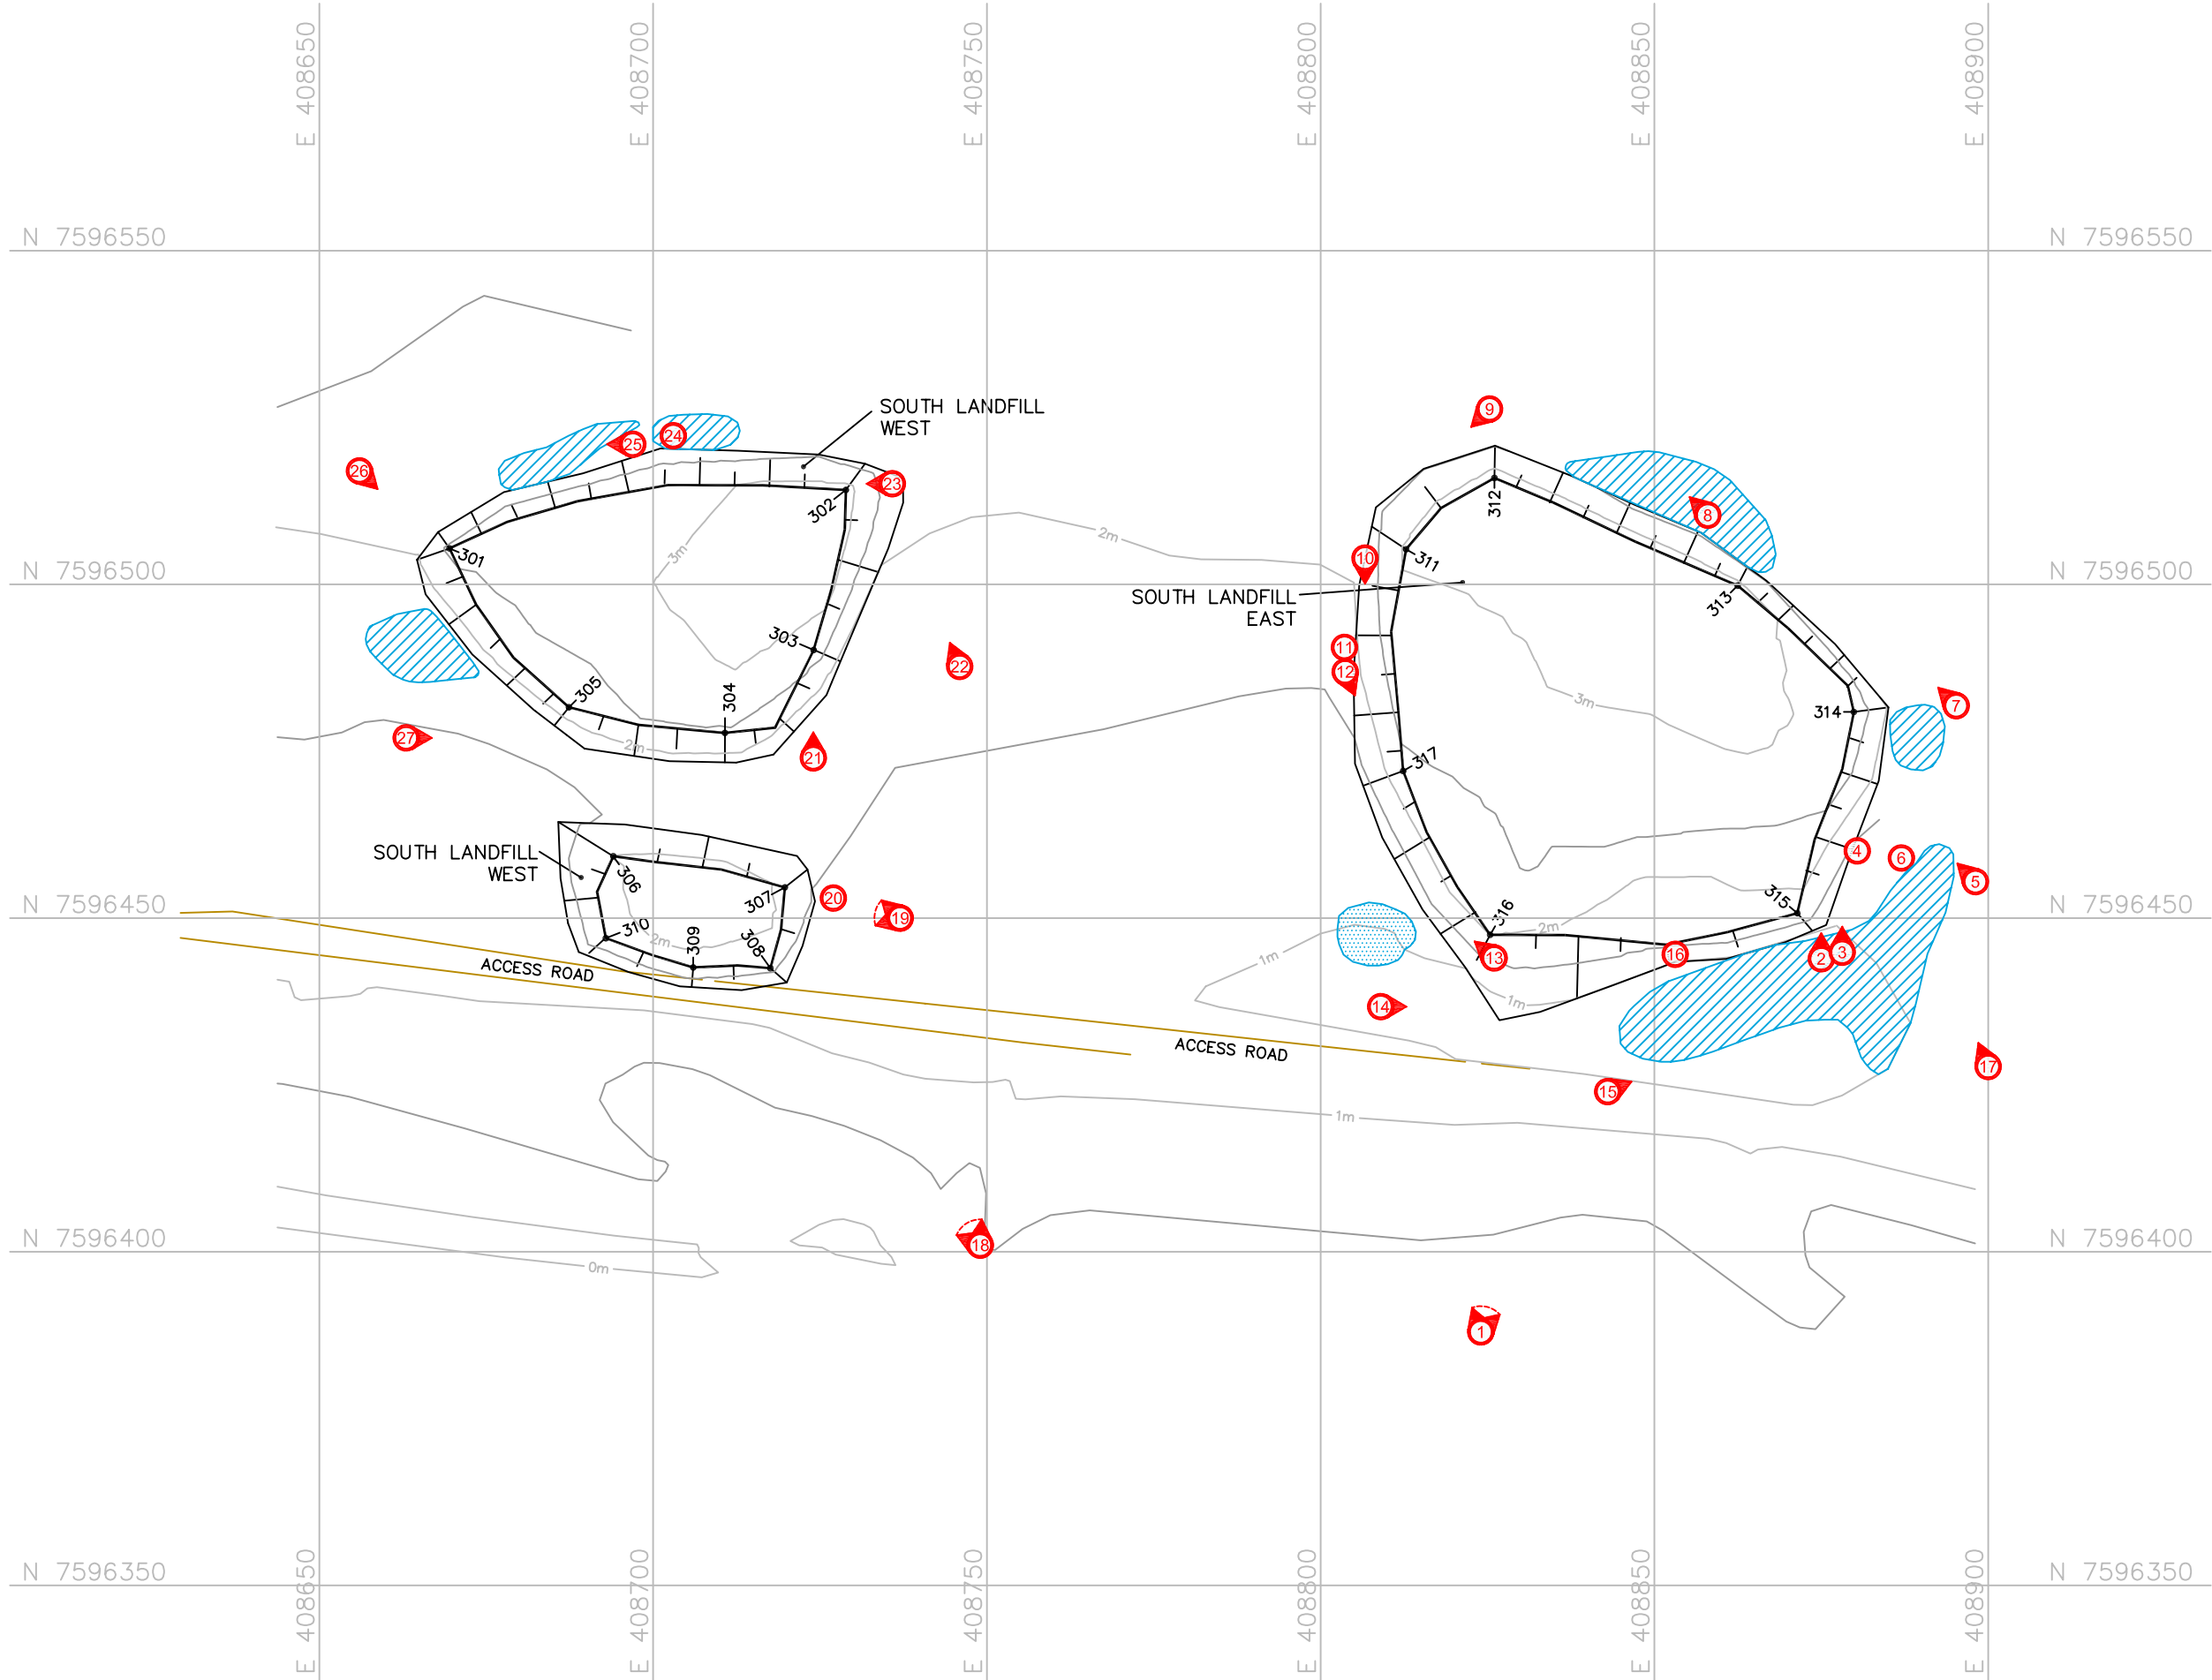 E 408650
E 408700
E 408750
E 408800
E 408850
E 408900
N 7596550
N 7596550
SOUTH LANDFILL
WEST
9
24
25
26
23
302
312
8
2m
301
3m
311
10
N 7596500
N 7596500
SOUTH LANDFILL
EAST
313
303
11
22
12
305
304
3m
7
314
27
2m
21
317
SOUTH LANDFILL
WEST
4
6
306
5
307
20
315
N 7596450
19
N 7596450
316
310
2m
309
308
2m
16
3
2
13
1m
ACCESS ROAD
1m
14
ACCESS ROAD
17
15
1m
N 7596400
18
N 7596400
0m
1
N 7596350
N 7596350
E 408650
E 408700
E 408750
E 408800
E 408850
E 408900